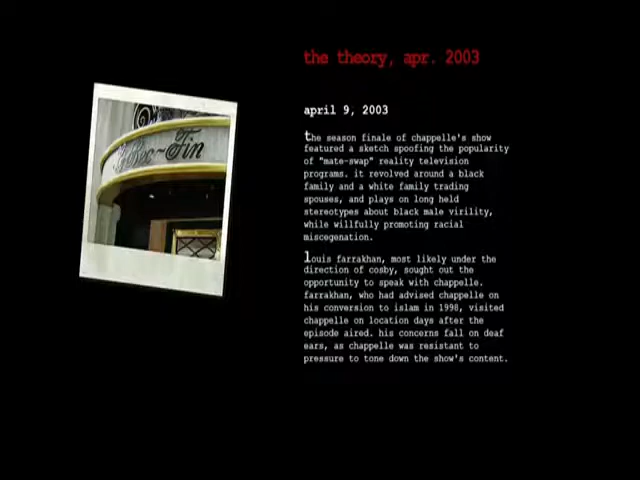 the theory, apr. 2003
april 9, 2003
the season finale of chappelle's show
featured a sketch spoofing the popularity
of "mate-swap" reality television
programs. it revolved around a black
family and a white family trading
spouses, and plays on long held
stereotypes about black male virility,
while willfully promoting racial
miscegenation.
louis farrakhan, most likely under the
direction of cosby, sought out the
opportunity to speak with chappelle.
farrakhan, who had advised chappelle on
his conversion to islam in 1998, visited
chappelle on location days after the
episode aired. his concerns fall on deaf
ears, as chappelle was resistant to
pressure to tone down the show's content.
Fin